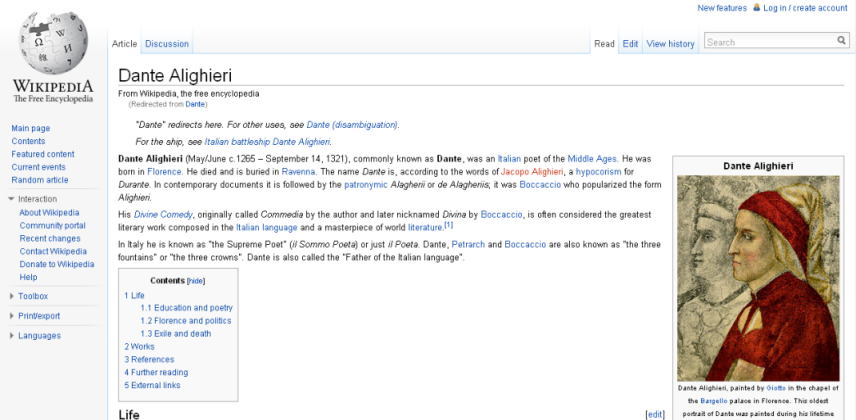 New features Log in / create account
WIKIPEDIA
The Free Encyclopedia
Main page
Contents
Featured content
Current events
Random article
Interaction
About Wikipedia
Community portal
Recent changes
Contact Wikipedia
Donate to Wikipedia
Help
Toolbox
Print/export
Languages
Article Discussion Read Edit View history Search
Dante Alighieri
From Wikipedia, the free encyclopedia
(Redirected from Dante)
"Dante" redirects here. For other uses, see Dante (disambiguation).
For the ship, see Italian battleship Dante Alighieri.
Dante Alighieri (May/June c.1265 – September 14, 1321), commonly known as Dante, was an Italian poet of the Middle Ages. He was
born in Florence. He died and is buried in Ravenna. The name Dante is, according to the words of Jacopo Alighieri, a hypocorism for
Durante. In contemporary documents it is followed by the patronymic Alagherii or de Alagheriis; it was Boccaccio who popularized the form
Alighieri.
His Divine Comedy, originally called Commedia by the author and later nicknamed Divina by Boccaccio, is often considered the greatest
literary work composed in the Italian language and a masterpiece of world literature.[1]
In Italy he is known as "the Supreme Poet" (il Sommo Poeta) or just il Poeta. Dante, Petrarch and Boccaccio are also known as "the three
fountains" or "the three crowns". Dante is also called the "Father of the Italian language".
Contents [hide]
1 Life
1.1 Education and poetry
1.2 Florence and politics
1.3 Exile and death
2 Works
3 References
4 Further reading
5 External links
Life [edit]
Dante Alighieri
Dante Alighieri, painted by Giotto in the chapel of
the Bargello palace in Florence. This oldest
portrait of Dante was painted during his lifetime